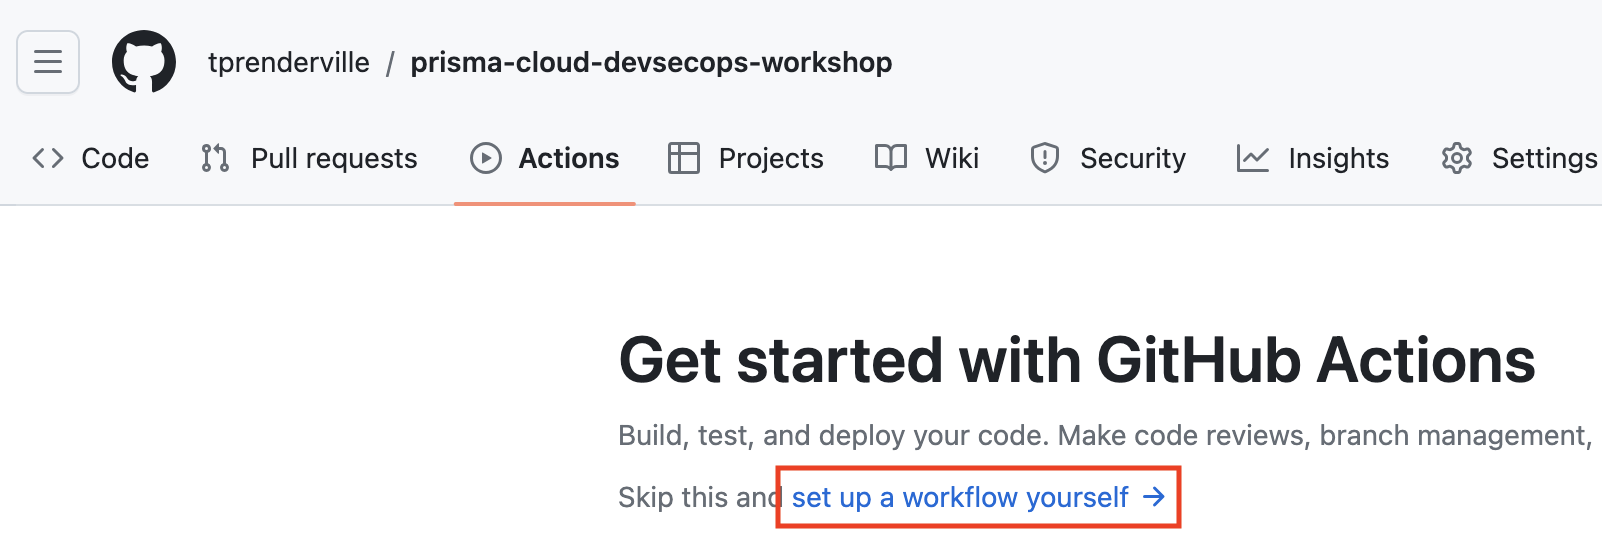 tprenderville / prisma-cloud-devsecops-workshop
Code Pull requests Actions Projects Wiki Security Insights Settings
Get started with GitHub Actions
Build, test, and deploy your code. Make code reviews, branch management,
Skip this and set up a workflow yourself →